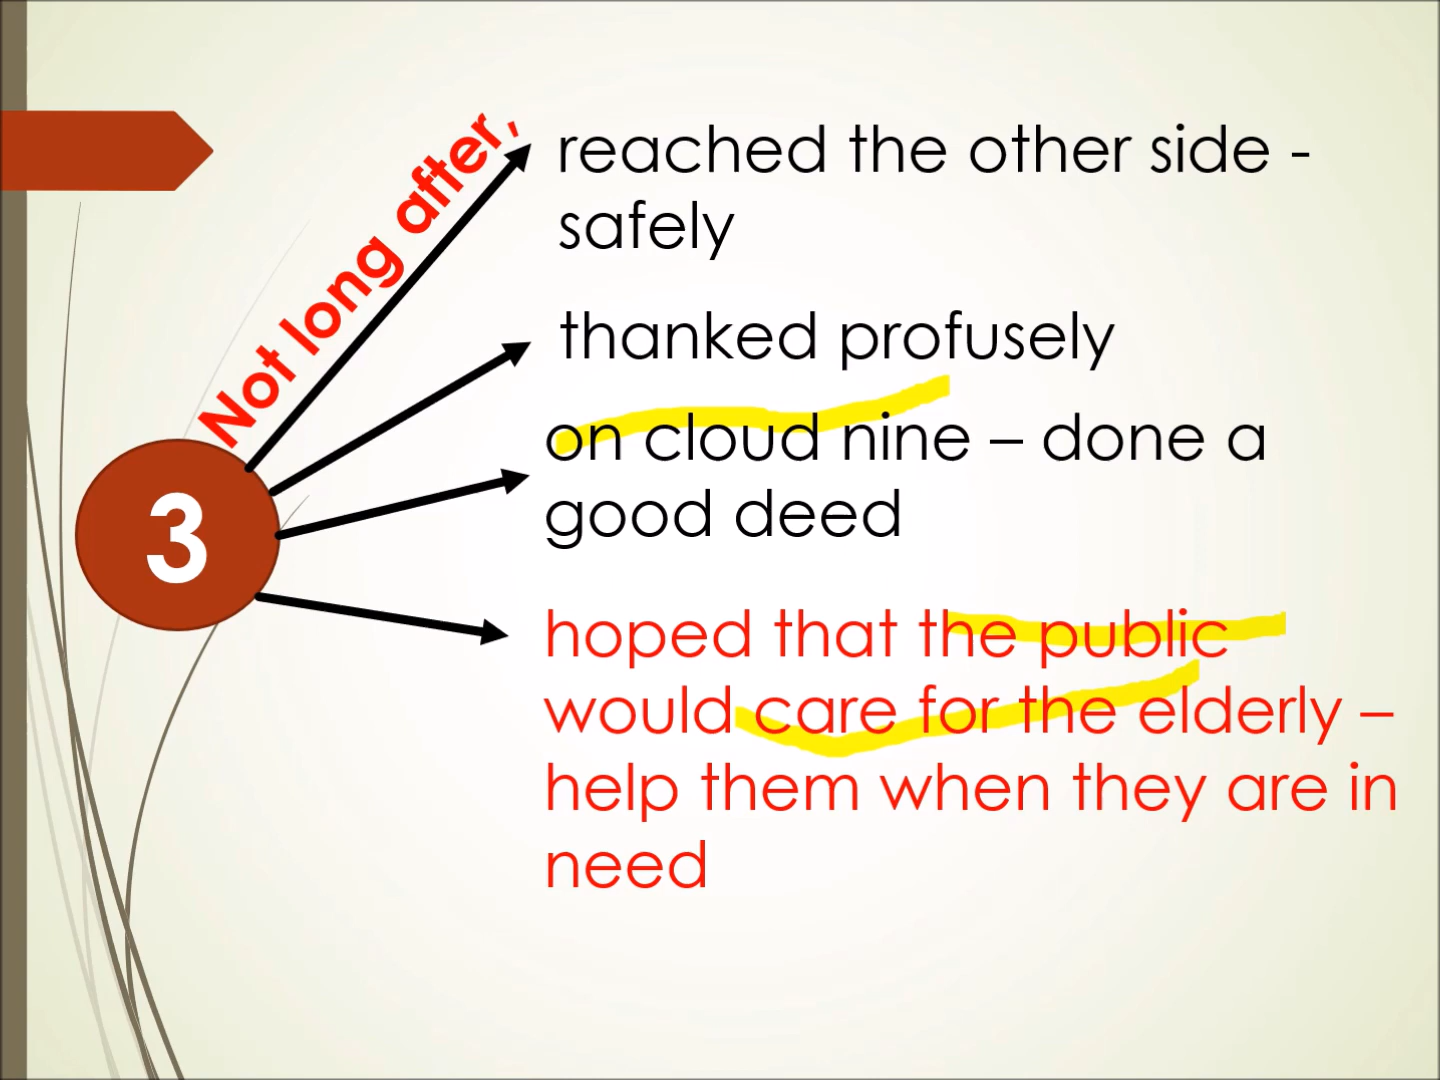 Not long after,
reached the other side -
safely
thanked profusely
on cloud nine – done a
good deed
3
hoped that the public
would care for the elderly –
help them when they are in
need